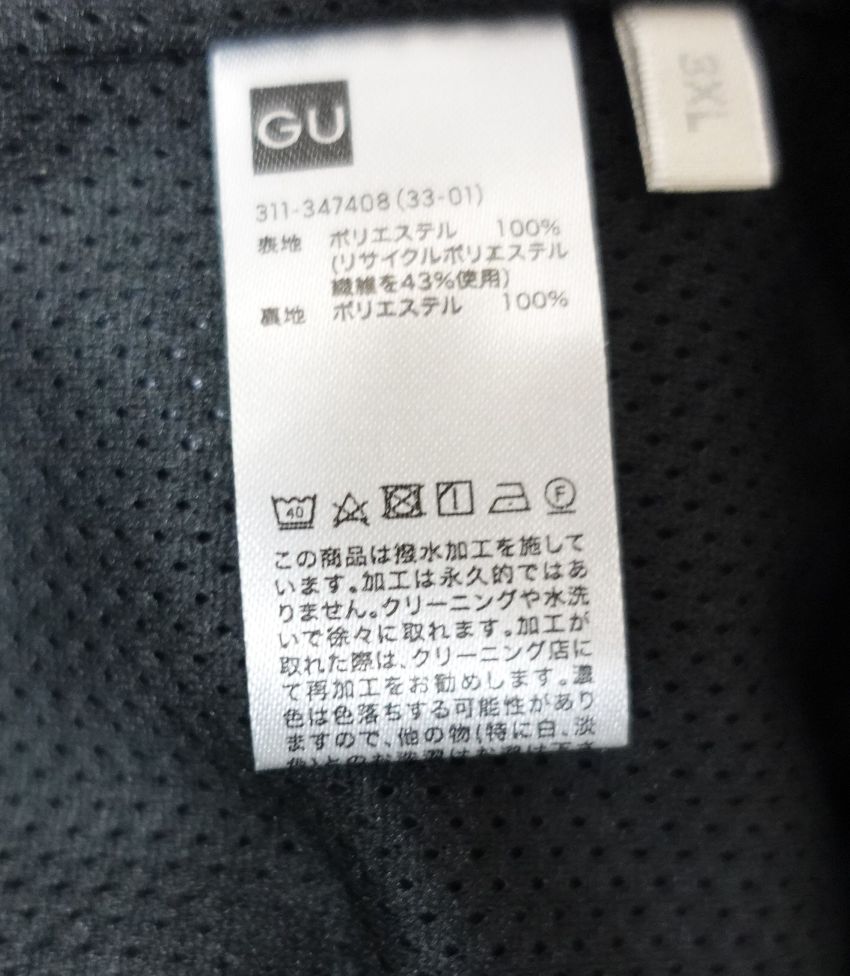 GU
3XL
311-347408(33-01)
表地 ポリエステル 100%
(リサイクルポリエステル
繊維を43%使用)
裏地 ポリエステル 100%
40
F
この商品は撥水加工を施して
います。加工は永久的ではあ
りません。クリーニングや水洗
いで徐々に取れます。加工が
取れた際は、クリーニング店に
て再加工をお勧めします。濃
色は色落ちする可能性があり
ますので、他の物(特に白、淡